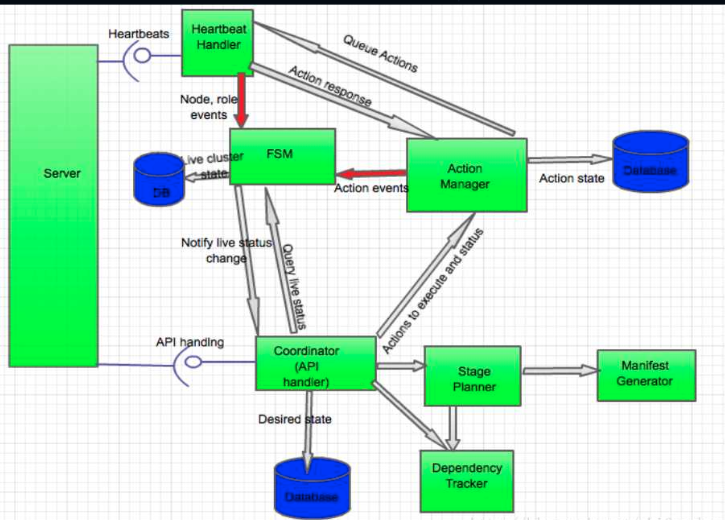 Heartbeats
Heartbeat
Handler
Queue Actions
Action response
Node, role
events
Server
Live cluster
state
DB
FSM
Action events
Action
Manager
Action state
Database
Notify live status
change
Query live status
Actions to execute and status
API handing
Coordinator
(API
handler)
Stage
Planner
Manifest
Generator
Desired state
Database
Dependency
Tracker